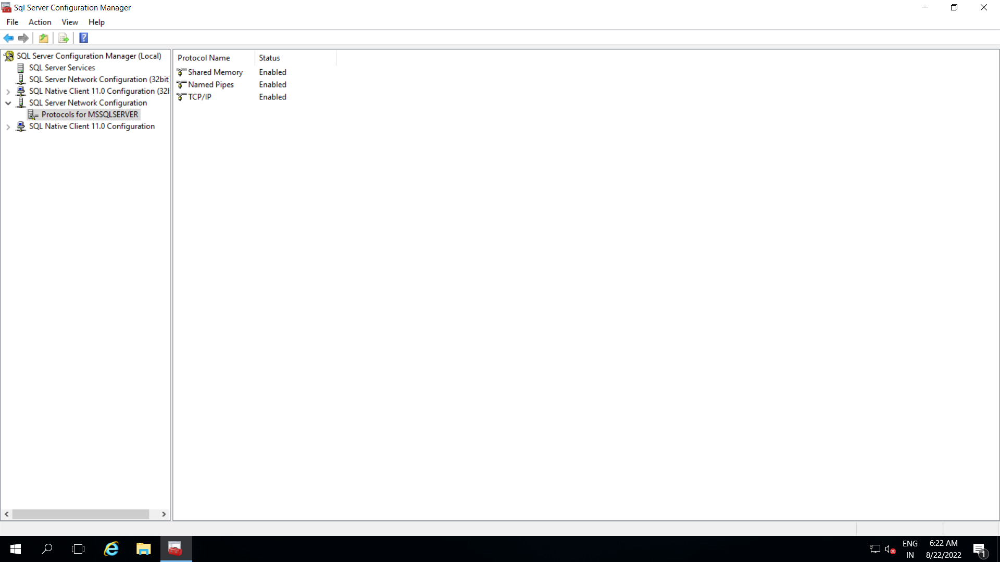 Sql Server Configuration Manager
File Action View Help
SQL Server Configuration Manager (Local)
SQL Server Services
SQL Server Network Configuration (32bit
SQL Native Client 11.0 Configuration (32b
SQL Server Network Configuration
Protocols for MSSQLSERVER
SQL Native Client 11.0 Configuration
Protocol Name Status
Shared Memory Enabled
Named Pipes Enabled
TCP/IP Enabled
ENG 6:22 AM
IN 8/22/2022 1